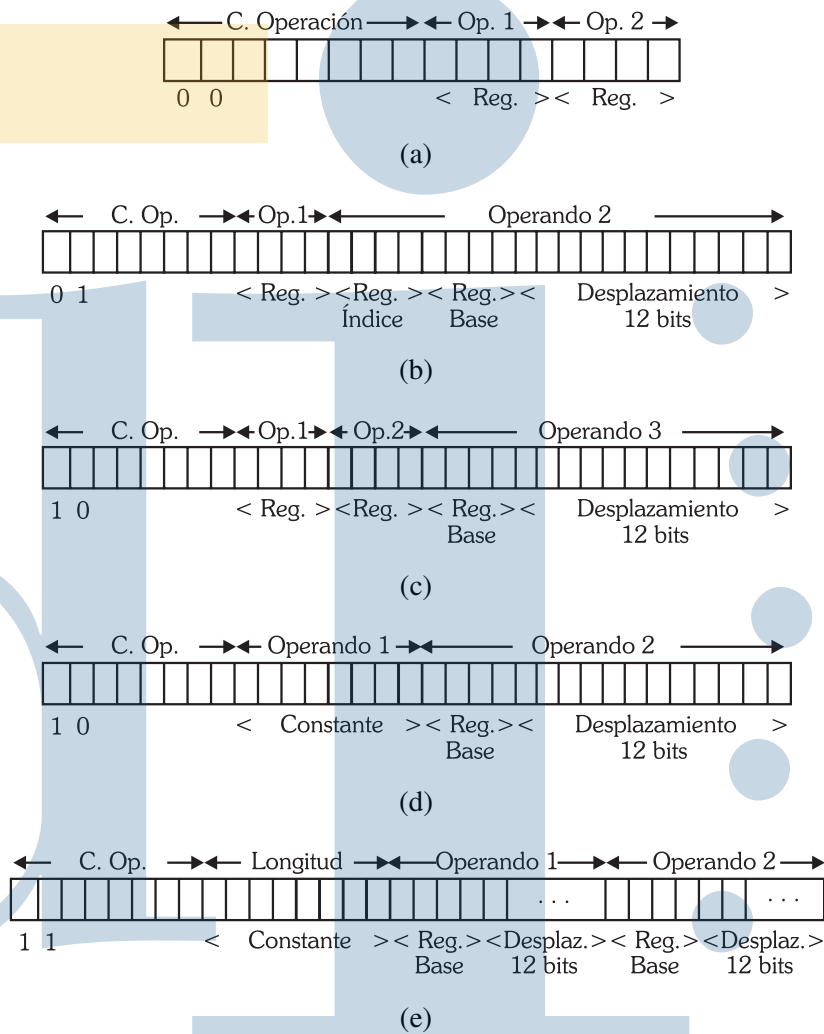 C. Operación Op. 1 Op. 2
0 0 < Reg. >< Reg. >
(a)
C. Op. Op.1 Operando 2
0 1 < Reg. ><Reg. >< Reg.>< Desplazamiento >
Índice Base 12 bits
(b)
C. Op. Op.1 Op.2 Operando 3
1 0 < Reg. ><Reg. >< Reg.>< Desplazamiento >
Base 12 bits
(c)
C. Op. Operando 1 Operando 2
1 0 < Constante >< Reg.>< Desplazamiento >
Base 12 bits
(d)
C. Op. Longitud Operando 1 Operando 2
. . . . . .
1 1 < Constante >< Reg.><Desplaz.>< Reg.><Desplaz.>
Base 12 bits Base 12 bits
(e)